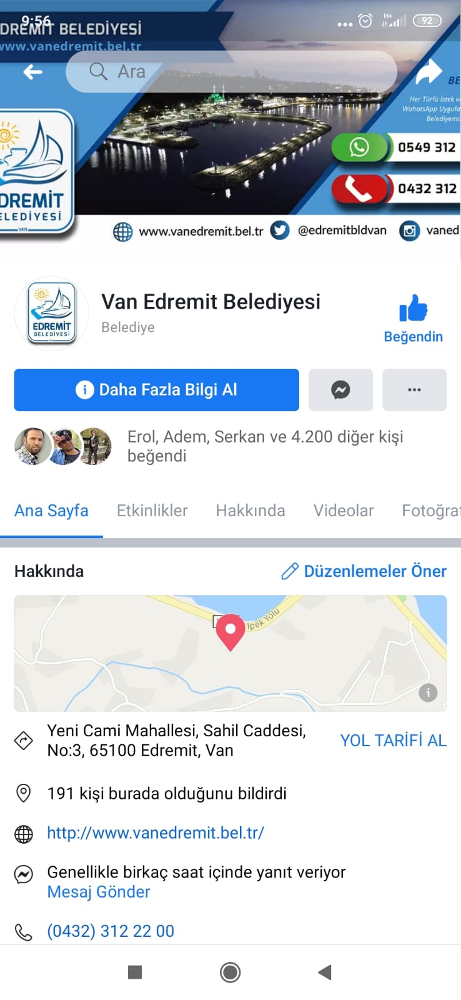 9:56
H+
92
DREMİT BELEDİYESİ
www.vanedremit.bel.tr
Ara
BE
Her Türlü İstek v
WahatsApp Uygula
Belediyemiz
0549 312
0432 312
DREMİT
ELEDİYESİ
VAN
www.vanedremit.bel.tr
@edremitbldvan
vaned
EDREMİT
BELEDİYESİ
Van Edremit Belediyesi
Belediye
Beğendin
Daha Fazla Bilgi Al
Erol, Adem, Serkan ve 4.200 diğer kişi
beğendi
Ana Sayfa
Etkinlikler
Hakkında
Videolar
Fotoğraf
Hakkında
Düzenlemeler Öner
İpek Yolu
Yeni Cami Mahallesi, Sahil Caddesi,
No:3, 65100 Edremit, Van
YOL TARİFİ AL
191 kişi burada olduğunu bildirdi
http://www.vanedremit.bel.tr/
Genellikle birkaç saat içinde yanıt veriyor
Mesaj Gönder
(0432) 312 22 00